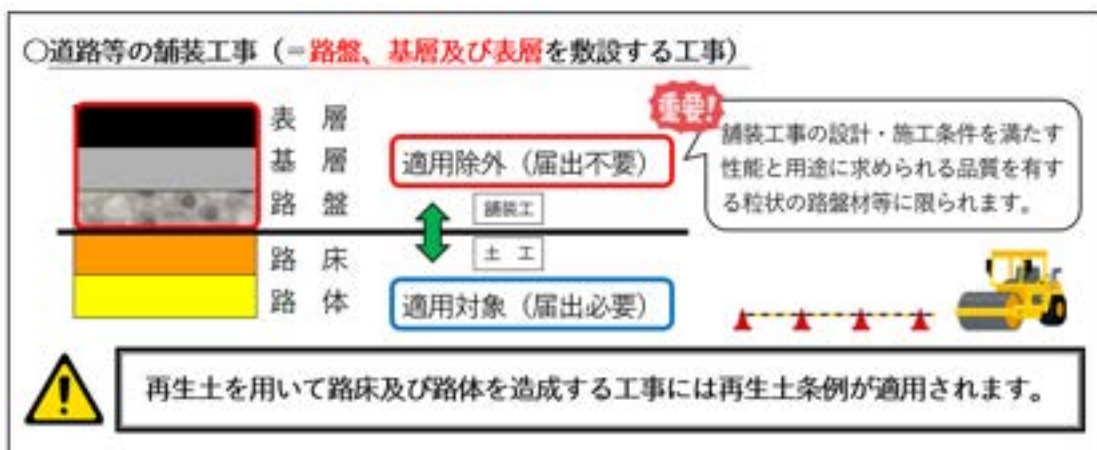 ○道路等の舗装工事（＝路盤、基層及び表層を敷設する工事）
表　層
基　層
路　盤
路　床
路　体
適用除外（届出不要）
舗装工
土　工
適用対象（届出必要）
重要!
舗装工事の設計・施工条件を満たす
性能と用途に求められる品質を有す
る粒状の路盤材等に限られます。
再生土を用いて路床及び路体を造成する工事には再生土条例が適用されます。